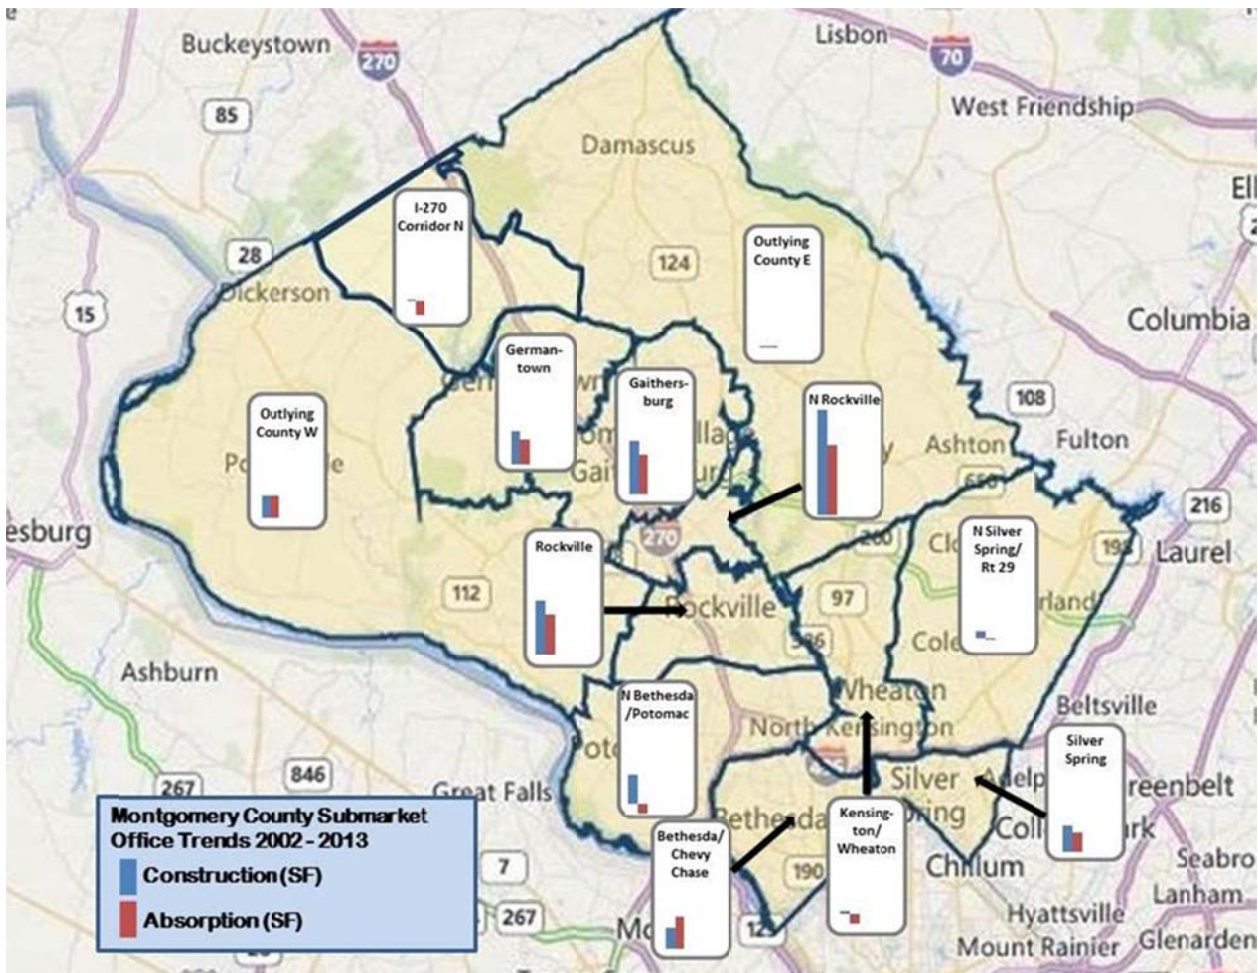 Buckeystown
270
Lisbon
70
85
West Friendship
Damascus
I-270
Corridor N
Outlying
County E
28
124
Dickerson
15
Columbia
German-
town
Gaithers-
burg
N Rockville
108
Fulton
Ashton
Outlying
County W
216
270
N Silver
Spring/
Rt 29
Laurel
Rockville
112
97
Rockville
Ashburn
Wheaton
N Bethesda
/Potomac
North Kensington
Beltsville
Silver
Spring
267
846
Great Falls
Silver
Montgomery County Submarket
Office Trends 2002 - 2013
Construction (SF)
Absorption (SF)
Bethesda
Kensing-
ton/
Wheaton
Bethesda/
Chevy
Chase
7
190
Chillum
Seabro
Lanham
267
Hyattsville
Mount Rainier
Glenarden